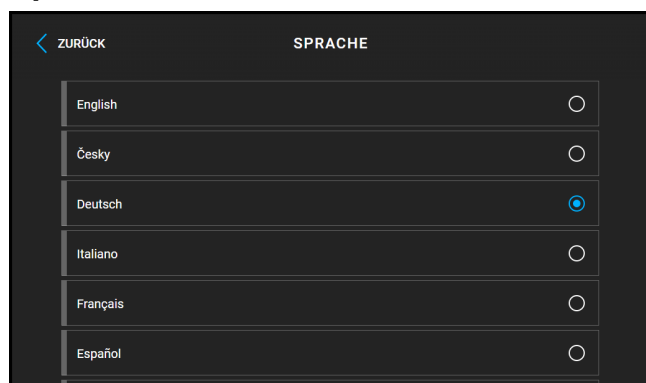 ZURÜCK
SPRACHE
English
Česky
Deutsch
Italiano
Français
Español